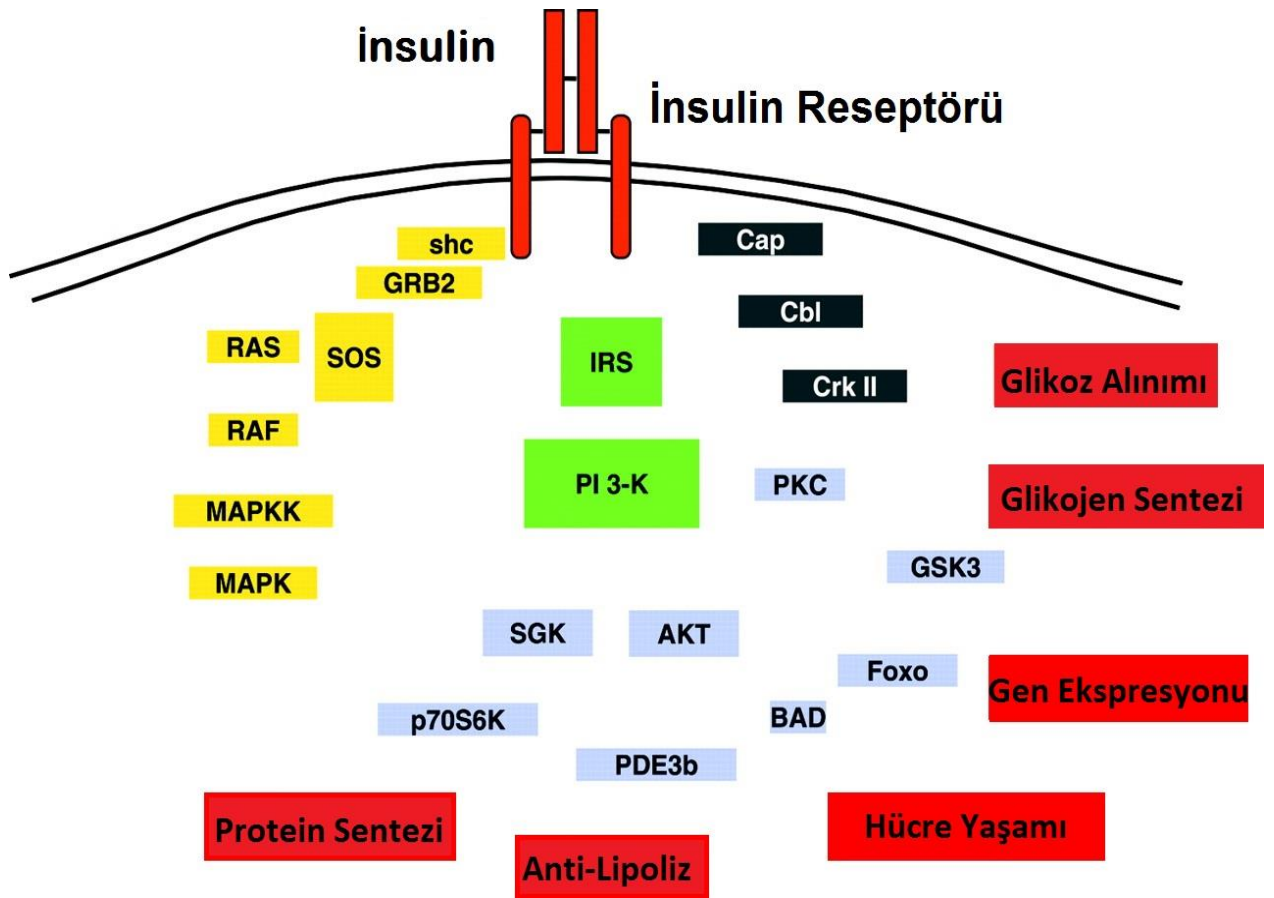 İnsulin
İnsulin Reseptörü
shc
Cap
GRB2
Cbl
RAS
SOS
IRS
Crk II
Glikoz Alınımı
RAF
PI 3-K
PKC
Glikojen Sentezi
MAPKK
MAPK
GSK3
SGK
AKT
Foxo
Gen Ekspresyonu
p70S6K
BAD
PDE3b
Protein Sentezi
Hücre Yaşamı
Anti-Lipoliz